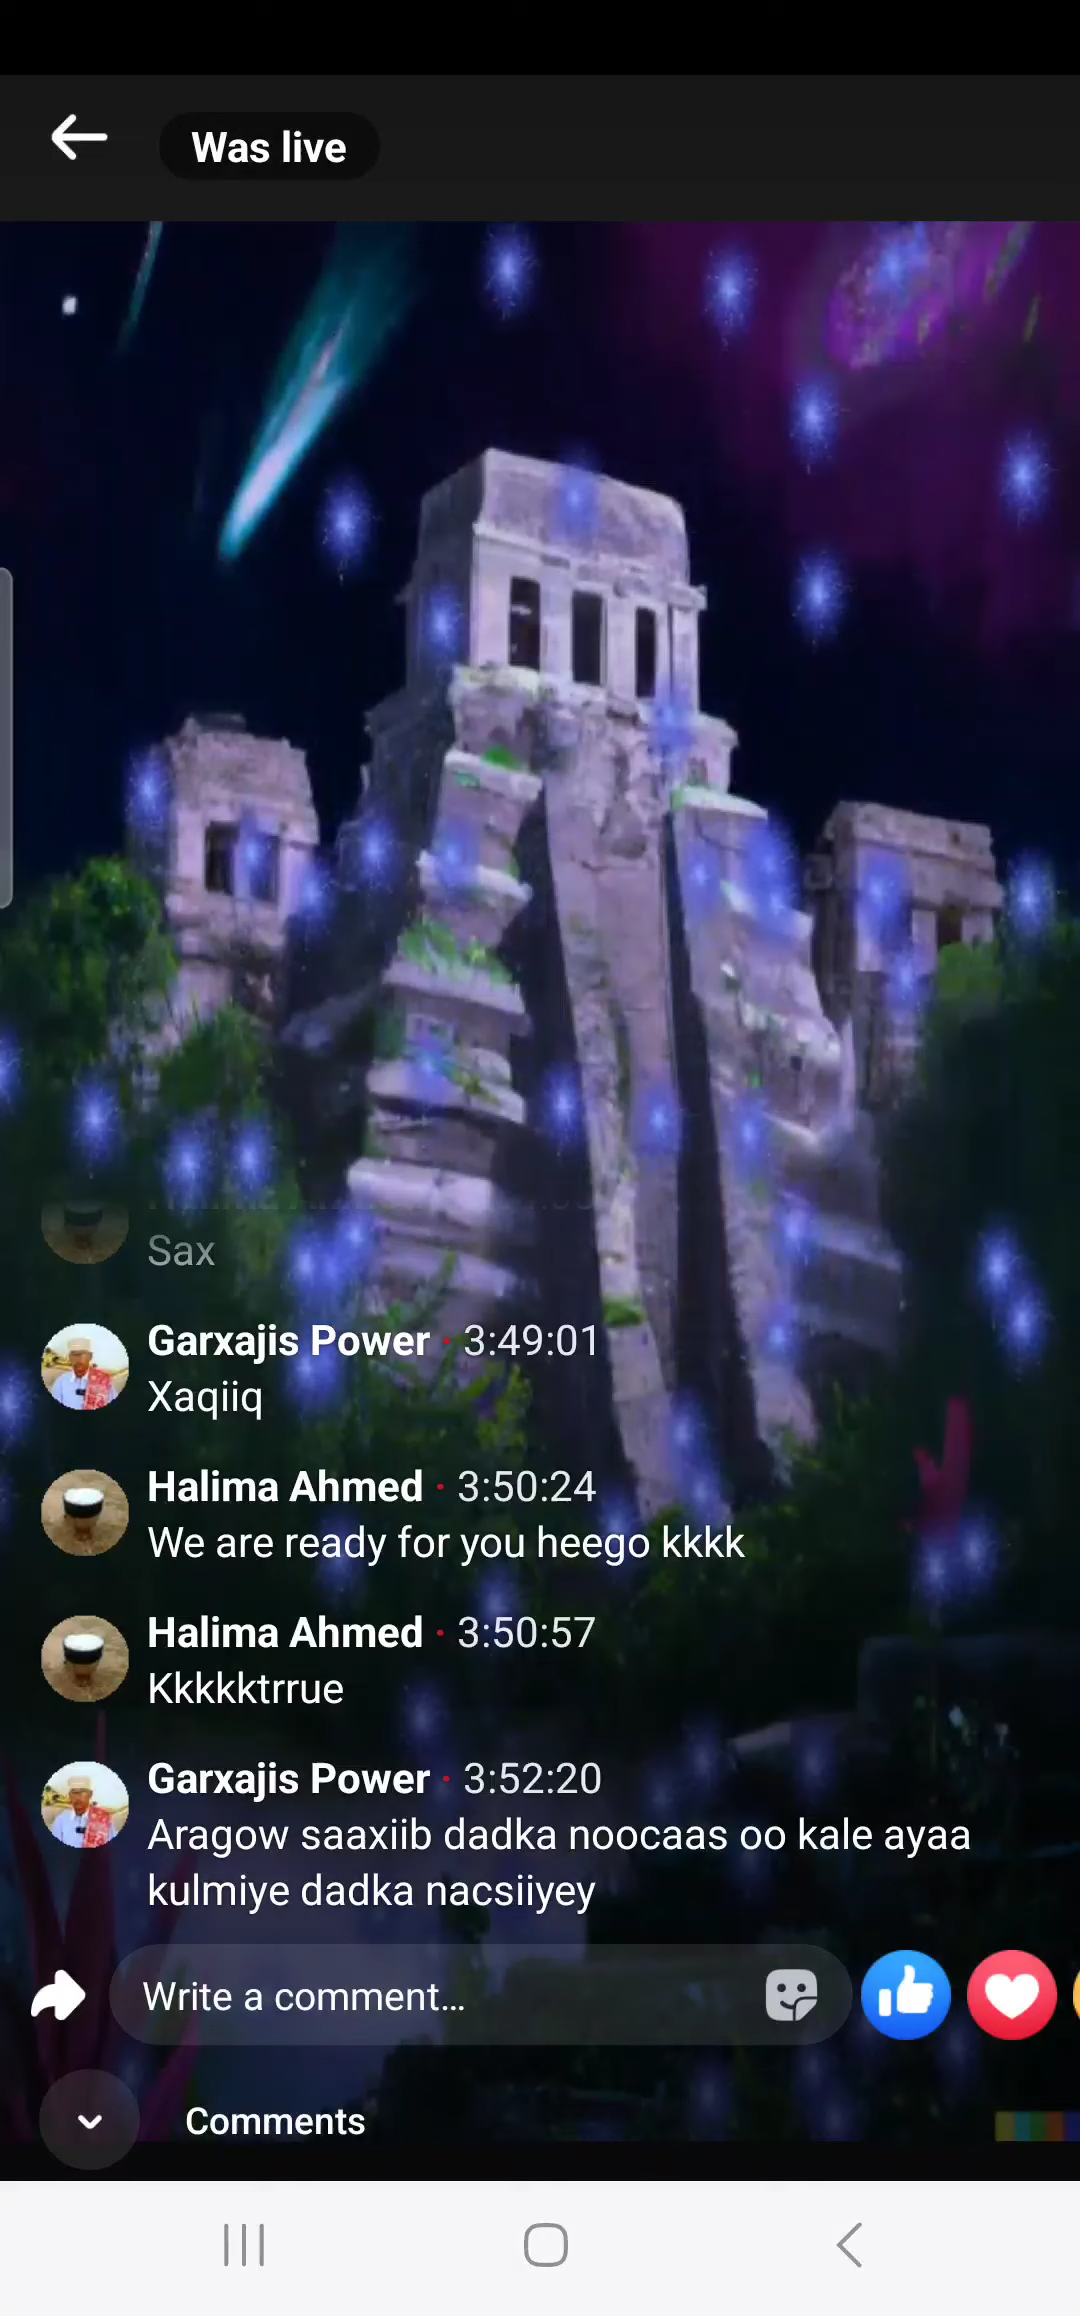 Was live
Sax
Garxajis Power · 3:49:01
Xaqiiq
Halima Ahmed · 3:50:24
We are ready for you heego kkkk
Halima Ahmed · 3:50:57
Kkkkktrrue
Garxajis Power · 3:52:20
Aragow saaxiib dadka noocaas oo kale ayaa
kulmiye dadka nacsiiyey
Write a comment...
Comments